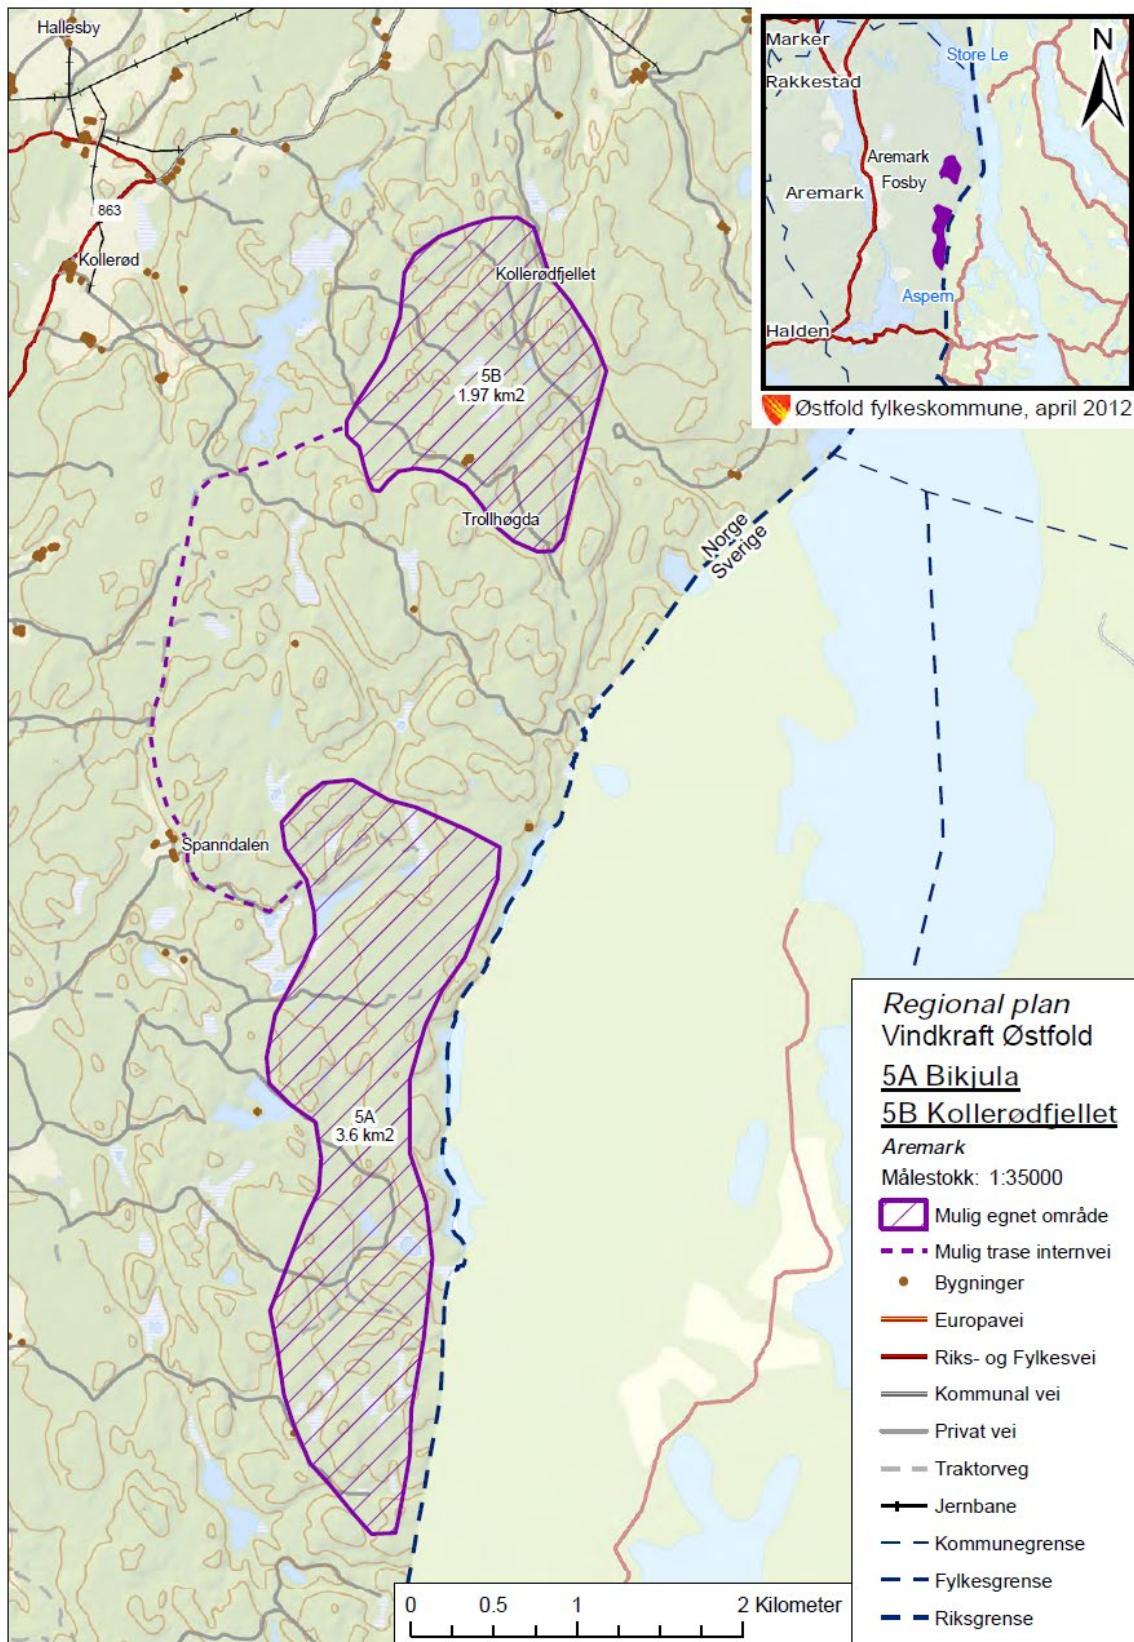 Hallesby
863
Kollerød
Kollerødfjellet
5B
1.97 km2
Trollhøgda
Norge
Sverige
Spanndalen
5A
3.6 km2
Marker
Rakkestad
Store Le
N
Aremark
Fosby
Aremark
Aspern
Halden
Østfold fylkeskommune, april 2012
Regional plan
Vindkraft Østfold
5A Bikjula
5B Kollerødfjellet
Aremark
Målestokk: 1:35000
Mulig egnet område
Mulig trase internvei
Bygninger
Europavei
Riks- og Fylkesvei
Kommunal vei
Privat vei
Traktorveg
Jernbane
Kommunegrense
Fylkesgrense
Riksgrense
0 0.5 1 2 Kilometer